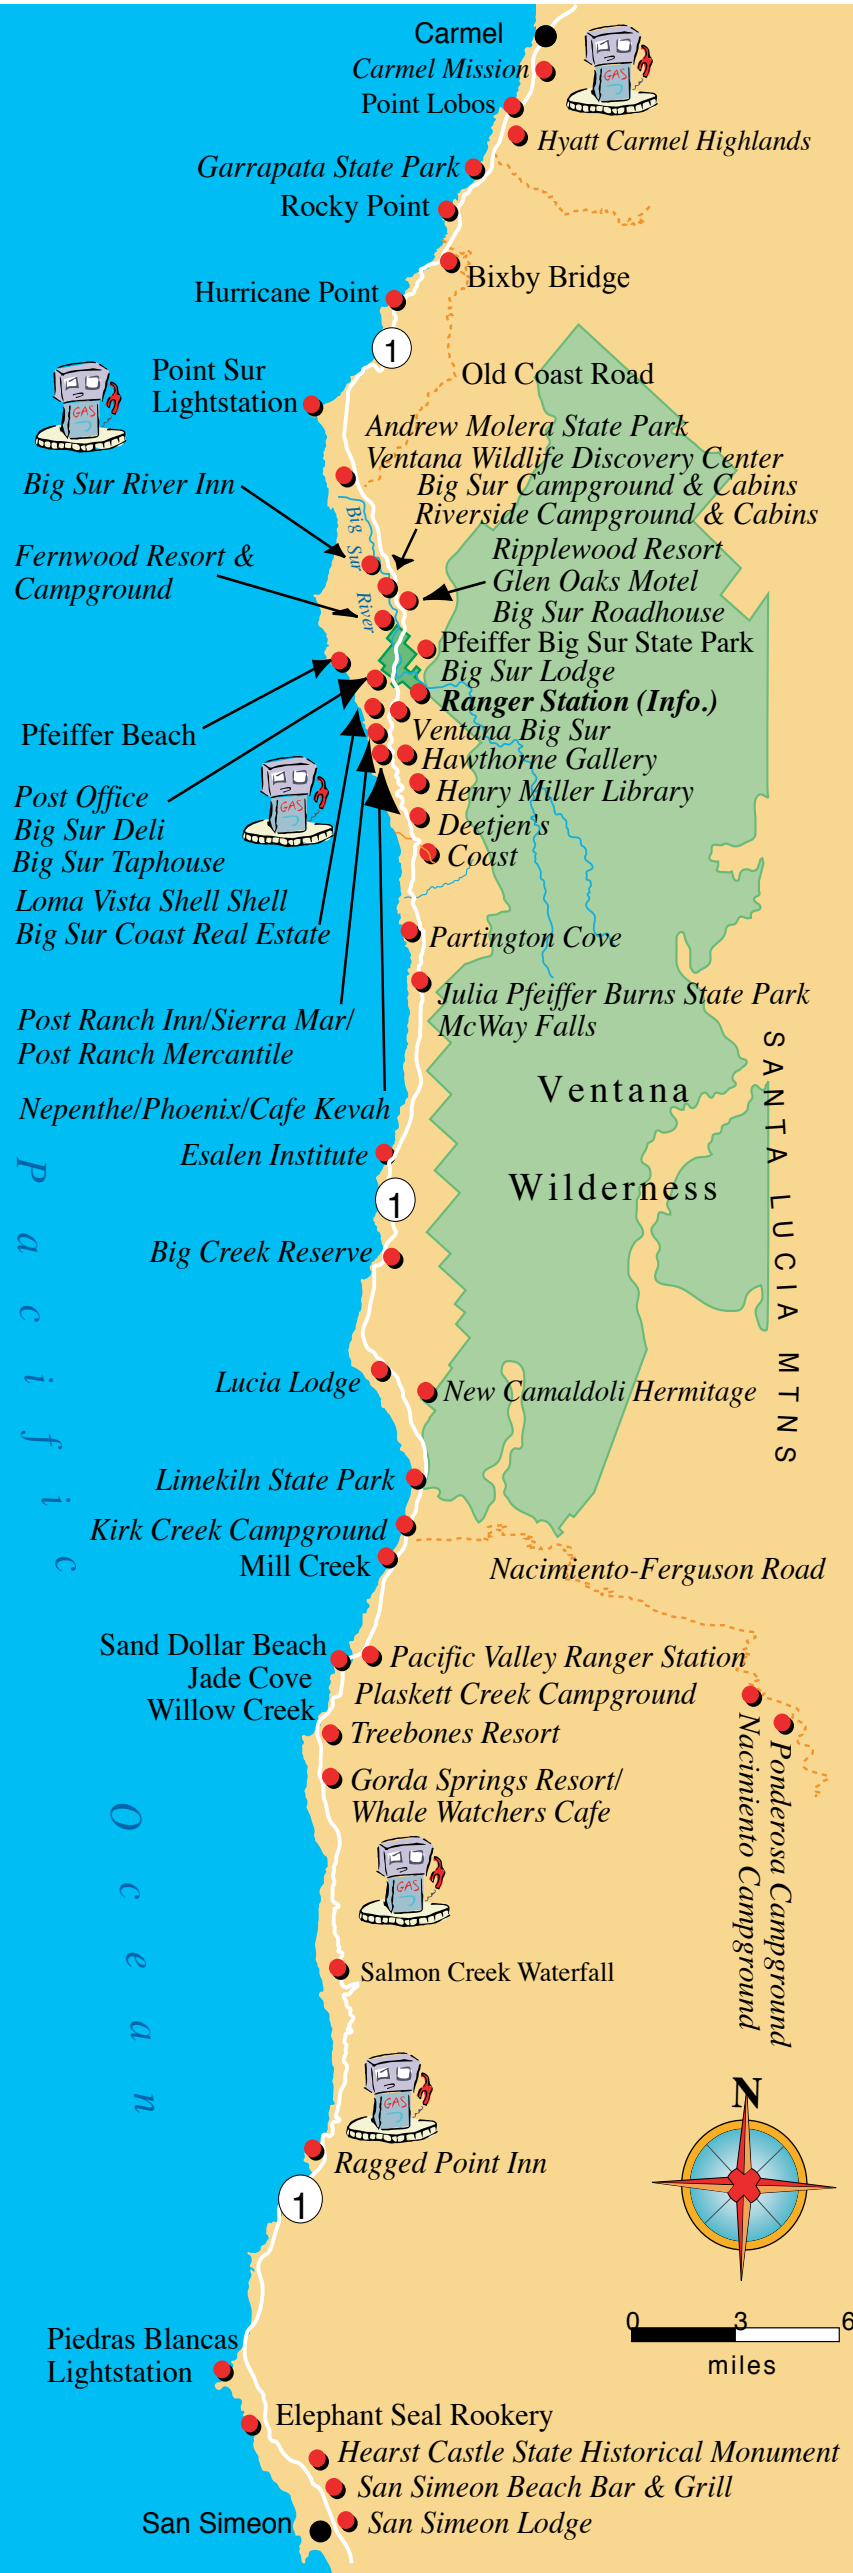 Carmel
Carmel Mission
GAS
Point Lobos
Hyatt Carmel Highlands
Garrapata State Park
Rocky Point
Bixby Bridge
Hurricane Point
1
Old Coast Road
Point Sur
Lightstation
GAS
Andrew Molera State Park
Ventana Wildlife Discovery Center
Big Sur River Inn
Big Sur Campground & Cabins
Riverside Campground & Cabins
Big Sur River
Fernwood Resort &
Campground
Ripplewood Resort
Glen Oaks Motel
Big Sur Roadhouse
Pfeiffer Big Sur State Park
Big Sur Lodge
Ranger Station (Info.)
Pfeiffer Beach
Ventana Big Sur
Hawthorne Gallery
Henry Miller Library
Deetjen's
Coast
GAS
Post Office
Big Sur Deli
Big Sur Taphouse
Loma Vista Shell Shell
Big Sur Coast Real Estate
Partington Cove
Julia Pfeiffer Burns State Park
McWay Falls
Post Ranch Inn/Sierra Mar/
Post Ranch Mercantile
Nepenthe/Phoenix/Cafe Kevah
Ventana
Wilderness
SANTA LUCIA MTNS
Esalen Institute
1
Pacific
Big Creek Reserve
Lucia Lodge
New Camaldoli Hermitage
Limekiln State Park
Kirk Creek Campground
Mill Creek
Nacimiento-Ferguson Road
Sand Dollar Beach
Jade Cove
Willow Creek
Pacific Valley Ranger Station
Plaskett Creek Campground
Treebones Resort
Gorda Springs Resort/
Whale Watchers Cafe
Nacimiento Campground
Ponderosa Campground
Ocean
GAS
Salmon Creek Waterfall
GAS
Ragged Point Inn
1
N
0 3 6
miles
Piedras Blancas
Lightstation
Elephant Seal Rookery
Hearst Castle State Historical Monument
San Simeon Beach Bar & Grill
San Simeon
San Simeon Lodge